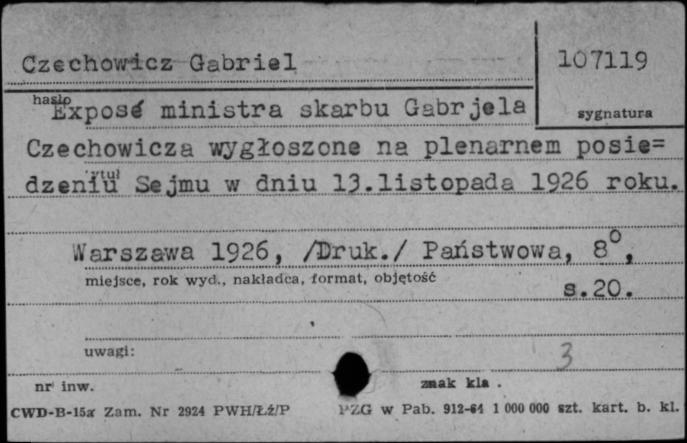 Czechowicz Gabriel
107119
hasło
sygnatura
Exposé ministra skarbu Gabrjela
Czechowicza wygłoszone na plenarnem posie=
dzeniu Sejmu w dniu 13.listopada 1926 roku.
tytuł
Warszawa 1926, /Druk./ Państwowa, 8°,
miejsce, rok wyd., nakładca, format, objętość
s.20.
uwagi:
3
nr inw.
znak kla .
CWD-B-15a Zam. Nr 2924 PWH/Łż/P
PZG w Pab. 912-64 1 000 000 szt. kart. b. kl.